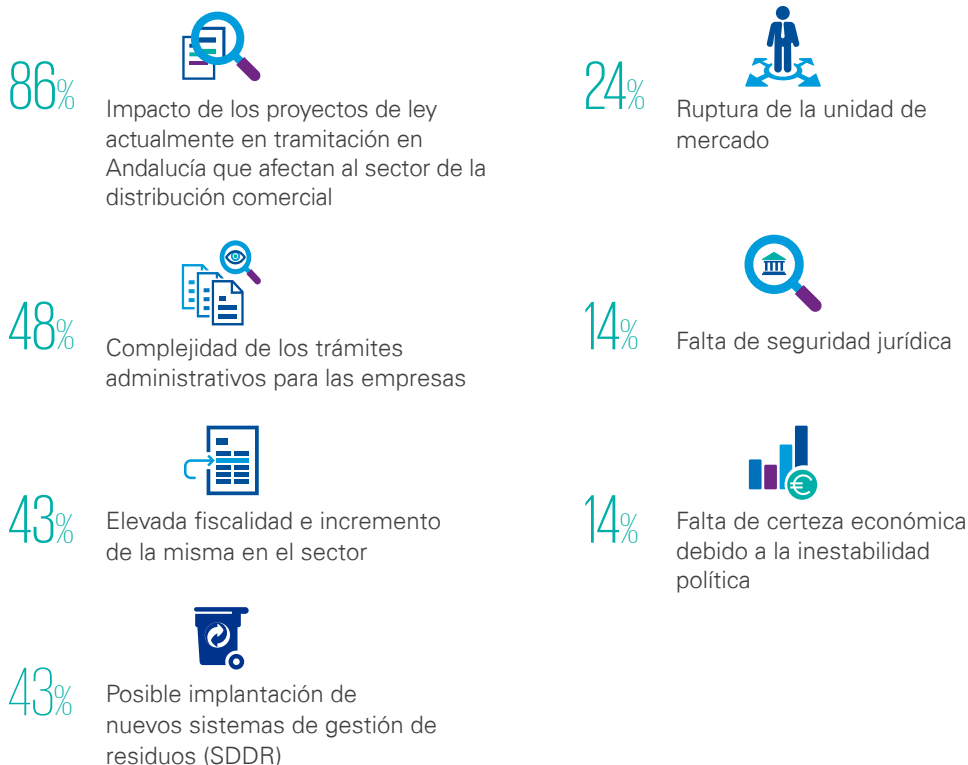 86%
Impacto de los proyectos de ley
actualmente en tramitación en
Andalucía que afectan al sector de la
distribución comercial
48%
Complejidad de los trámites
administrativos para las empresas
43%
Elevada fiscalidad e incremento
de la misma en el sector
43%
Posible implantación de
nuevos sistemas de gestión de
residuos (SDDR)
24%
Ruptura de la unidad de
mercado
14%
Falta de seguridad jurídica
€
14%
Falta de certeza económica
debido a la inestabilidad
política